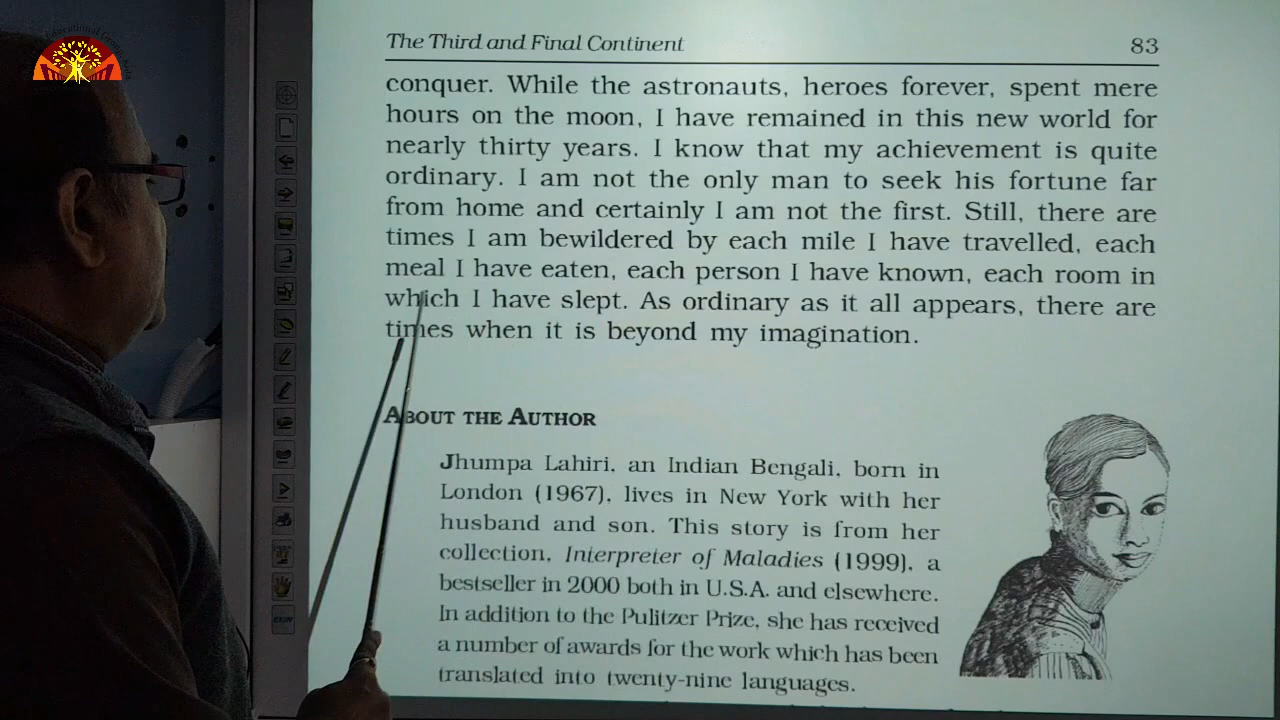 The Third and Final Continent 83
conquer. While the astronauts, heroes forever, spent mere
hours on the moon, I have remained in this new world for
nearly thirty years. I know that my achievement is quite
ordinary. I am not the only man to seek his fortune far
from home and certainly I am not the first. Still, there are
times I am bewildered by each mile I have travelled, each
meal I have eaten, each person I have known, each room in
which I have slept. As ordinary as it all appears, there are
times when it is beyond my imagination.
ABOUT THE AUTHOR
Jhumpa Lahiri, an Indian Bengali, born in
London (1967), lives in New York with her
husband and son. This story is from her
collection, Interpreter of Maladies (1999), a
bestseller in 2000 both in U.S.A. and elsewhere.
In addition to the Pulitzer Prize, she has received
a number of awards for the work which has been
translated into twenty-nine languages.